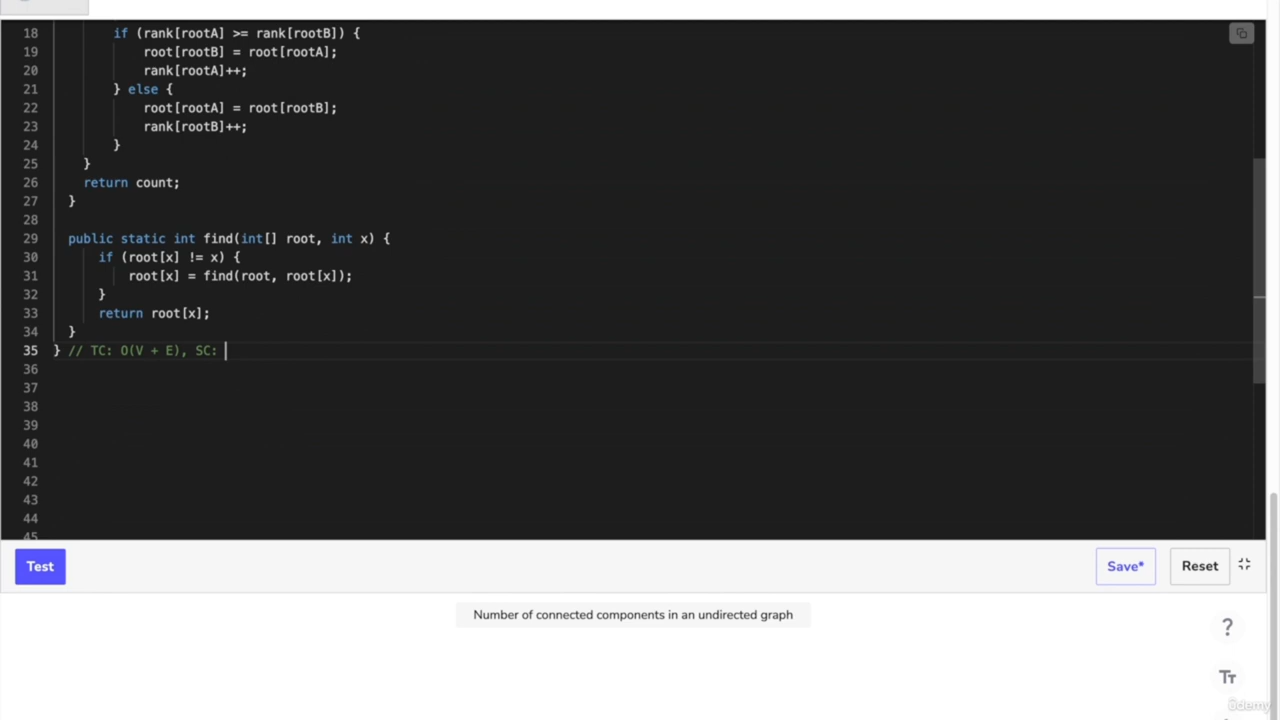 18 if (rank[rootA] >= rank[rootB]) {
19 root[rootB] = root[rootA];
20 rank[rootA]++;
21 } else {
22 root[rootA] = root[rootB];
23 rank[rootB]++;
24 }
25 }
26 return count;
27 }
28
29 public static int find(int[] root, int x) {
30 if (root[x] != x) {
31 root[x] = find(root, root[x]);
32 }
33 return root[x];
34 }
35 } // TC: O(V + E), SC:
36
37
38
39
40
41
42
43
44
45
Test
Save*
Reset
Number of connected components in an undirected graph
?
TT
ûdemy